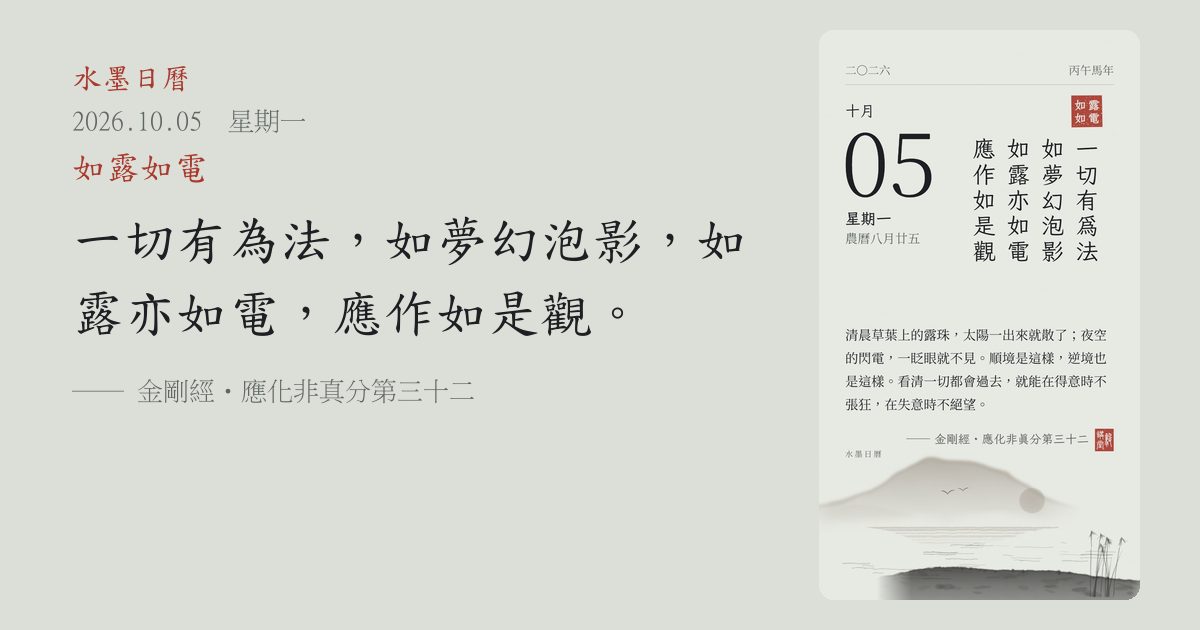 水墨日曆
2026.10.05 星期一
如露如電
一切有為法，如夢幻泡影，如
露亦如電，應作如是觀。
—— 金剛經・應化非真分第三十二
二〇二六
丙午馬年
十月
05
星期一
農曆八月廿五
如露
如電
一切有爲法
如夢幻泡影
如露亦如電
應作如是觀
清晨草葉上的露珠，太陽一出來就散了；夜空
的閃電，一眨眼就不見。順境是這樣，逆境也
是這樣。看清一切都會過去，就能在得意時不
張狂，在失意時不絕望。
—— 金剛經・應化非眞分第三十二
水墨日曆